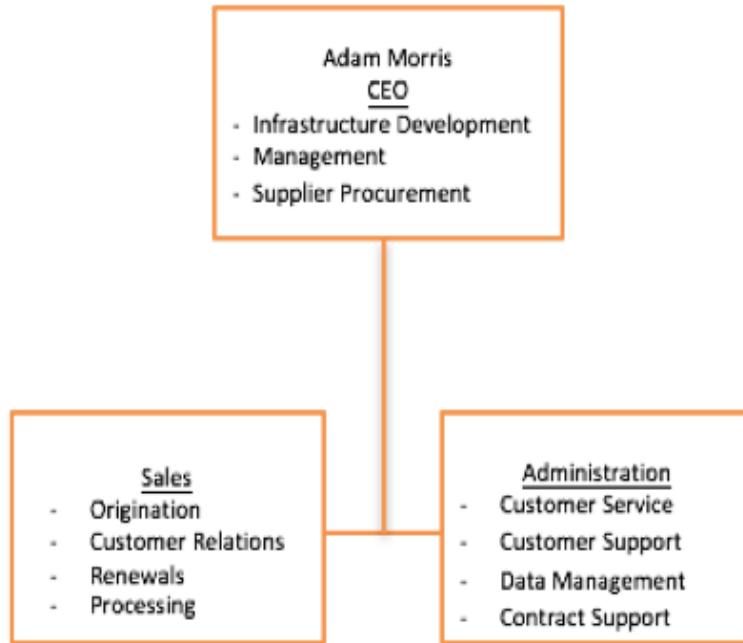 Adam Morris
CEO
- Infrastructure Development
- Management
- Supplier Procurement
Sales
- Origination
- Customer Relations
- Renewals
- Processing
Administration
- Customer Service
- Customer Support
- Data Management
- Contract Support